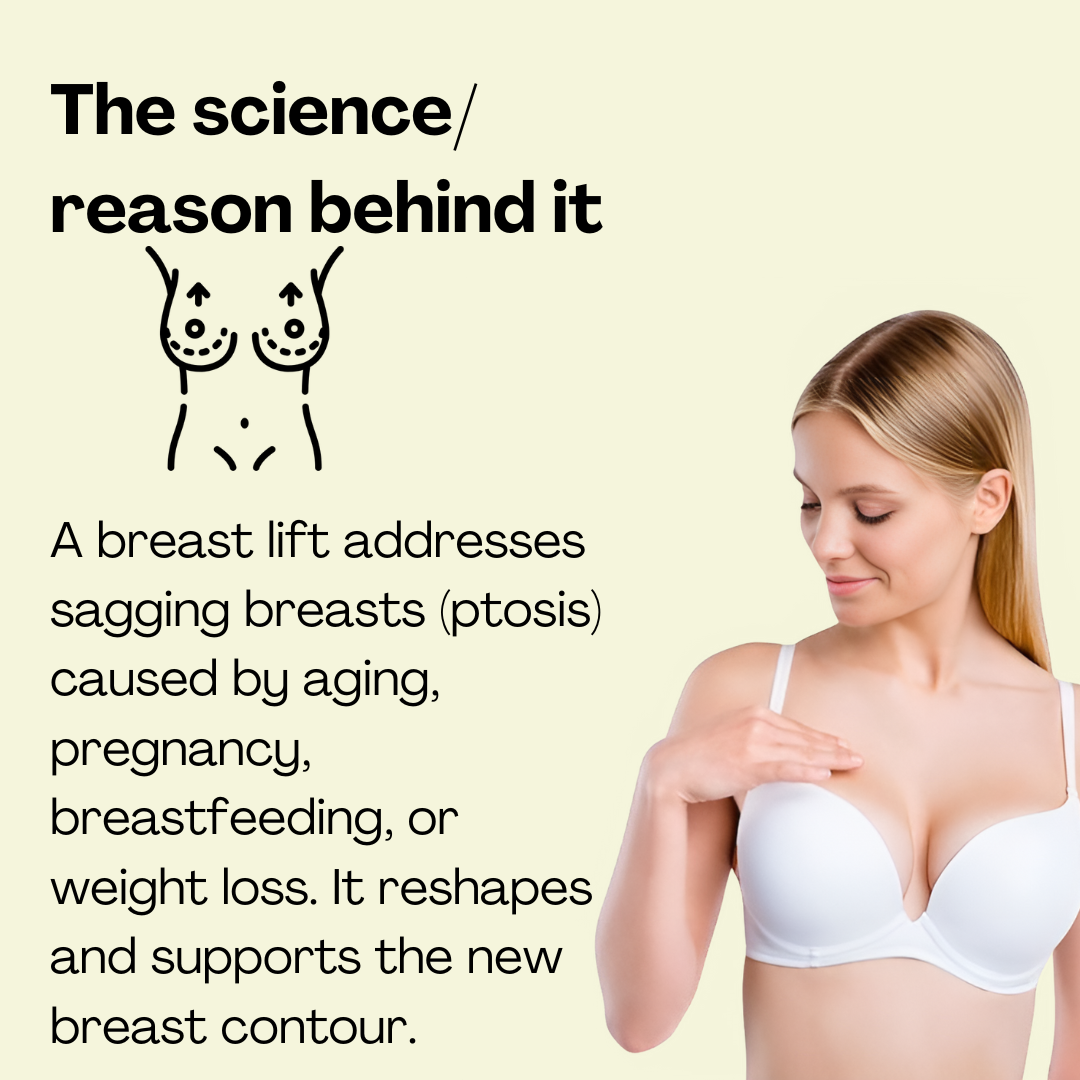 The science/
reason behind it
A breast lift addresses
sagging breasts (ptosis)
caused by aging,
pregnancy,
breastfeeding, or
weight loss. It reshapes
and supports the new
breast contour.